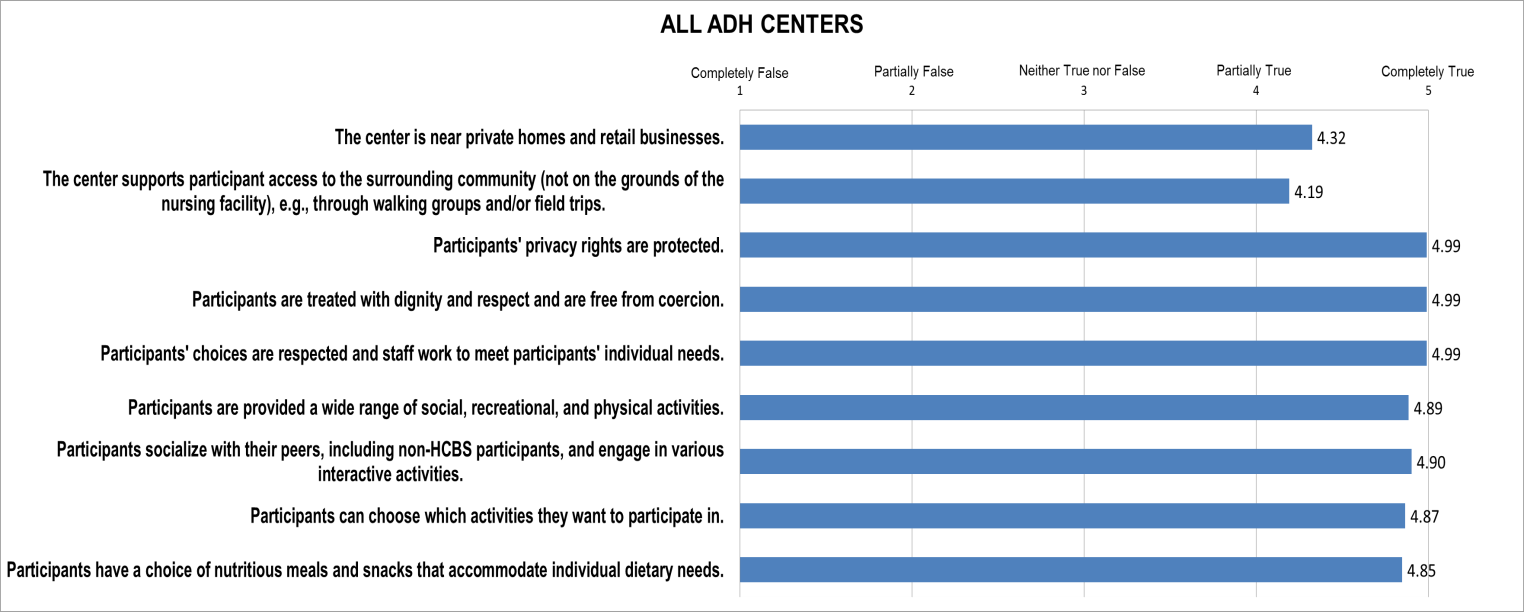 ALL ADH CENTERS
Completely False
Partially False
Neither True nor False
Partially True
Completely True
1
2
3
4
5
The center is near private homes and retail businesses.
4.32
The center supports participant access to the surrounding community (not on the grounds of the
nursing facility), e.g., through walking groups and/or field trips.
4.19
Participants' privacy rights are protected.
4.99
Participants are treated with dignity and respect and are free from coercion.
4.99
Participants' choices are respected and staff work to meet participants' individual needs.
4.99
Participants are provided a wide range of social, recreational, and physical activities.
4.89
Participants socialize with their peers, including non-HCBS participants, and engage in various
interactive activities.
4.90
Participants can choose which activities they want to participate in.
4.87
Participants have a choice of nutritious meals and snacks that accommodate individual dietary needs.
4.85